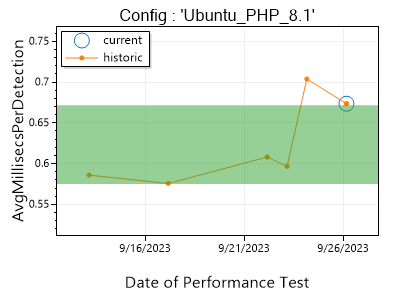 Config : 'Ubuntu_PHP_8.1'
current
historic
AvgMillisecsPerDetection
0.75
0.7
0.65
0.6
0.55
9/16/2023
9/21/2023
9/26/2023
Date of Performance Test